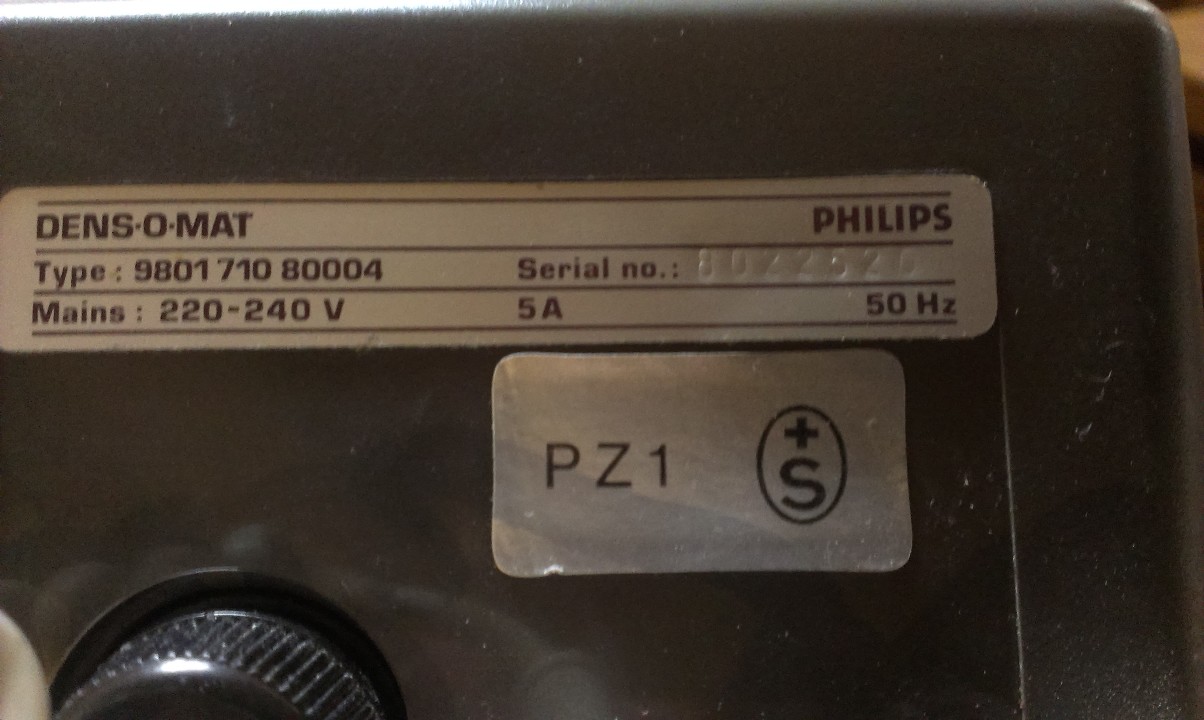 DENS·O·MAT PHILIPS
Type : 9801 710 80004 Serial no.:
Mains : 220-240 V 5A 50 Hz
PZ1 +S